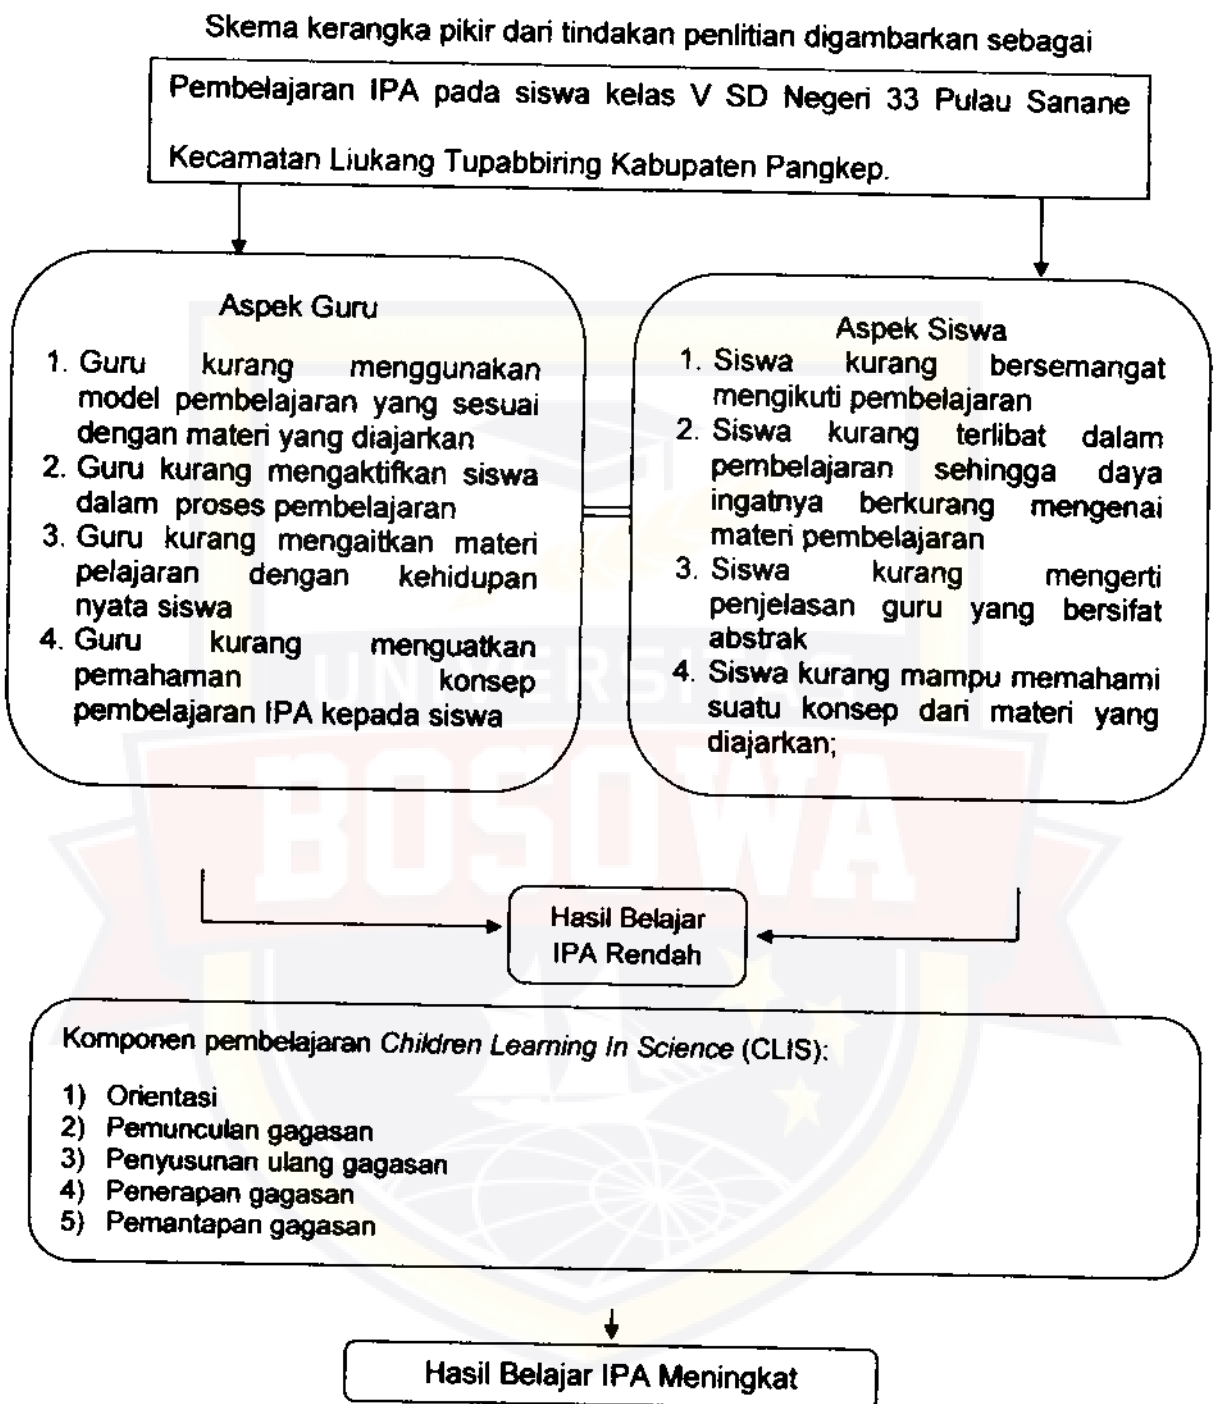 Skema kerangka pikir dari tindakan penlitian digambarkan sebagai
Pembelajaran IPA pada siswa kelas V SD Negeri 33 Pulau Sanane
Kecamatan Liukang Tupabbiring Kabupaten Pangkep.
Aspek Guru
1. Guru kurang menggunakan
model pembelajaran yang sesuai
dengan materi yang diajarkan
2. Guru kurang mengaktifkan siswa
dalam proses pembelajaran
3. Guru kurang mengaitkan materi
pelajaran dengan kehidupan
nyata siswa
4. Guru kurang menguatkan
pemahaman konsep
pembelajaran IPA kepada siswa
Aspek Siswa
1. Siswa kurang bersemangat
mengikuti pembelajaran
2. Siswa kurang terlibat dalam
pembelajaran sehingga daya
ingatnya berkurang mengenai
materi pembelajaran
3. Siswa kurang mengerti
penjelasan guru yang bersifat
abstrak
4. Siswa kurang mampu memahami
suatu konsep dari materi yang
diajarkan;
UNIVERSITAS
BOSOWA
Hasil Belajar
IPA Rendah
Komponen pembelajaran Children Learning In Science (CLIS):
1) Orientasi
2) Pemunculan gagasan
3) Penyusunan ulang gagasan
4) Penerapan gagasan
5) Pemantapan gagasan
Hasil Belajar IPA Meningkat